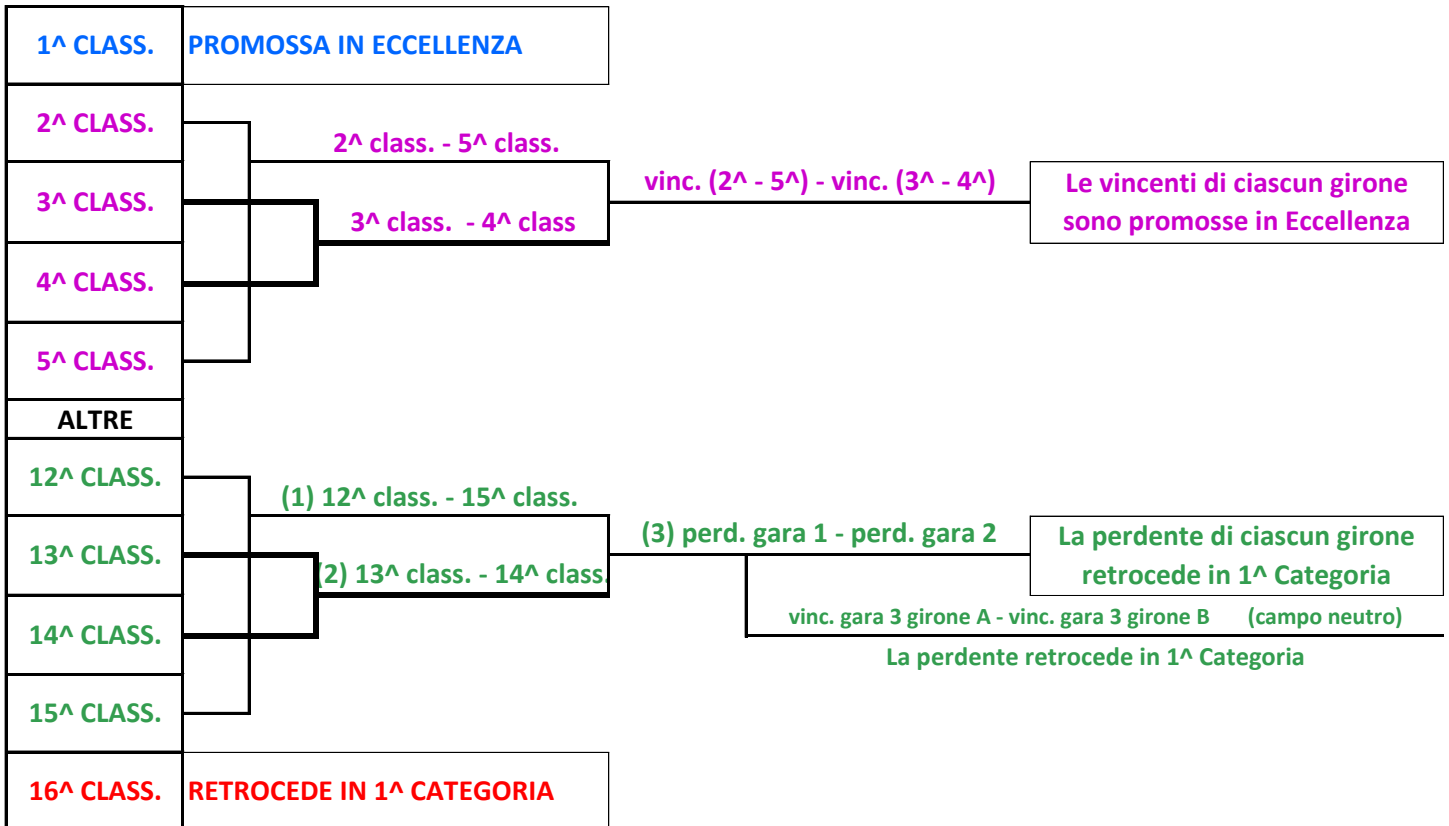 1^ CLASS. PROMOSSA IN ECCELLENZA
2^ CLASS.
2^ class. - 5^ class.
3^ CLASS.
vinc. (2^ - 5^) - vinc. (3^ - 4^)
Le vincenti di ciascun girone
sono promosse in Eccellenza
3^ class. - 4^ class
4^ CLASS.
5^ CLASS.
ALTRE
12^ CLASS.
(1) 12^ class. - 15^ class.
13^ CLASS.
(3) perd. gara 1 - perd. gara 2
La perdente di ciascun girone
retrocede in 1^ Categoria
(2) 13^ class. - 14^ class.
14^ CLASS.
vinc. gara 3 girone A - vinc. gara 3 girone B (campo neutro)
La perdente retrocede in 1^ Categoria
15^ CLASS.
16^ CLASS. RETROCEDE IN 1^ CATEGORIA